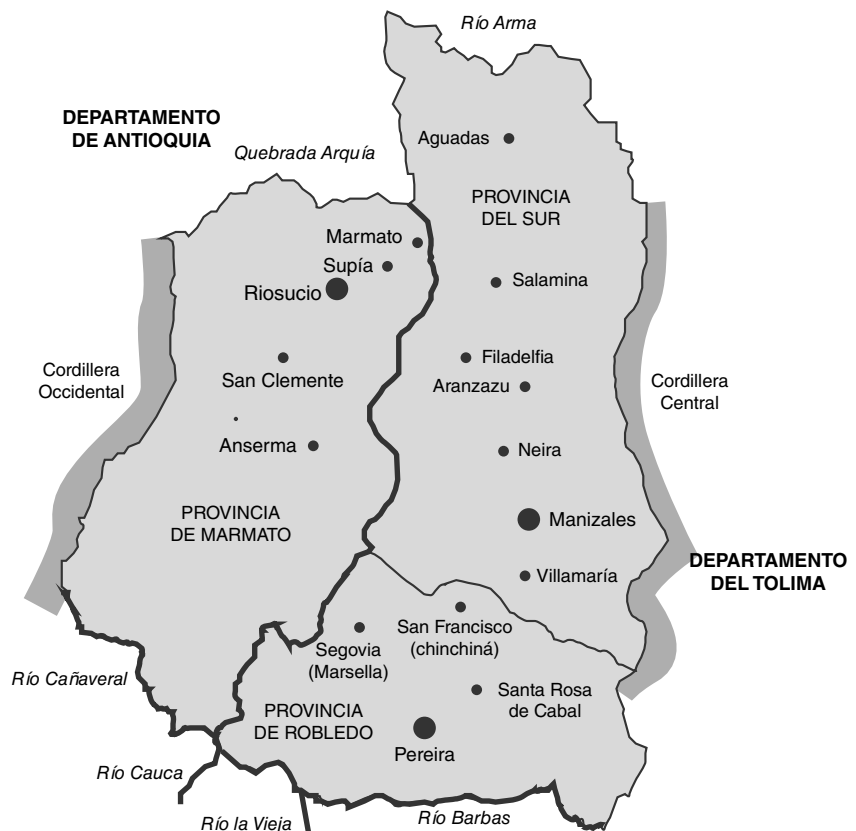 Río Arma
DEPARTAMENTO
DE ANTIOQUIA
Aguadas
Quebrada Arquía
PROVINCIA
DEL SUR
Marmato
Supía
Riosucio
Salamina
Cordillera
Occidental
San Clemente
Filadelfia
Aranzazu
Cordillera
Central
Anserma
Neira
PROVINCIA
DE MARMATO
Manizales
DEPARTAMENTO
DEL TOLIMA
Villamaría
San Francisco
(chinchiná)
Segovia
(Marsella)
Río Cañaveral
Santa Rosa
de Cabal
PROVINCIA
DE ROBLEDO
Pereira
Río Cauca
Río la Vieja
Río Barbas